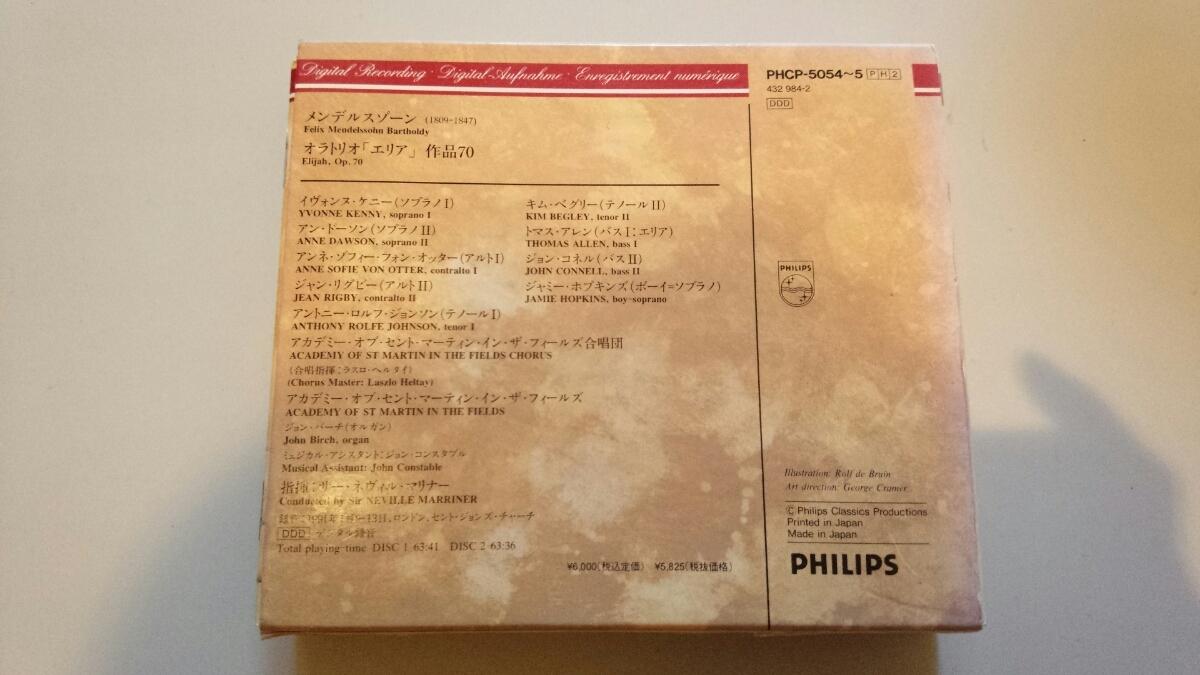 Digital Recording · Digital-Aufnahme · Enregistrement numérique
メンデルスゾーン (1809-1847)
Felix Mendelssohn Bartholdy
オラトリオ「エリア」 作品70
Elijah, Op. 70
イヴォンヌ・ケニー(ソプラノI)
YVONNE KENNY, soprano I
アン・ドーソン(ソプラノII)
ANNE DAWSON, soprano II
アンネ・ゾフィー・フォン・オッター(アルトI)
ANNE SOFIE VON OTTER, contralto I
ジャン・リグビー(アルトII)
JEAN RIGBY, contralto II
アントニー・ロルフ・ジョンソン(テノールI)
ANTHONY ROLFE JOHNSON, tenor I
キム・ベグリー(テノールII)
KIM BEGLEY, tenor II
トマス・アレン(バスI:エリア)
THOMAS ALLEN, bass I
ジョン・コネル(バスII)
JOHN CONNELL, bass II
ジャミー・ホプキンズ(ボーイ=ソプラノ)
JAMIE HOPKINS, boy-soprano
アカデミー・オブ・セント・マーティン・イン・ザ・フィールズ合唱団
ACADEMY OF ST MARTIN IN THE FIELDS CHORUS
(合唱指揮:ラスロ・ヘルタイ)
(Chorus Master: Laszlo Heltay)
アカデミー・オブ・セント・マーティン・イン・ザ・フィールズ
ACADEMY OF ST MARTIN IN THE FIELDS
ジョン・バーチ(オルガン)
John Birch, organ
ミュジカル・アシスタント:ジョン・コンスタブル
Musical Assistant: John Constable
指揮:サー・ネヴィル・マリナー
Conducted by Sir NEVILLE MARRINER
録音:1991年 ロンドン、セント・ジョンズ・チャーチ
DDD デジタル録音
Total playing time DISC 1 63:41 DISC 2 63:36
¥6,000(税込定価) ¥5,825(税抜価格)
PHCP-5054~5 P H 2
432 984-2
DDD
PHILIPS
Illustration: Rolf de Bruin
Art direction: George Cramer
© Philips Classics Productions
Printed in Japan
Made in Japan
PHILIPS